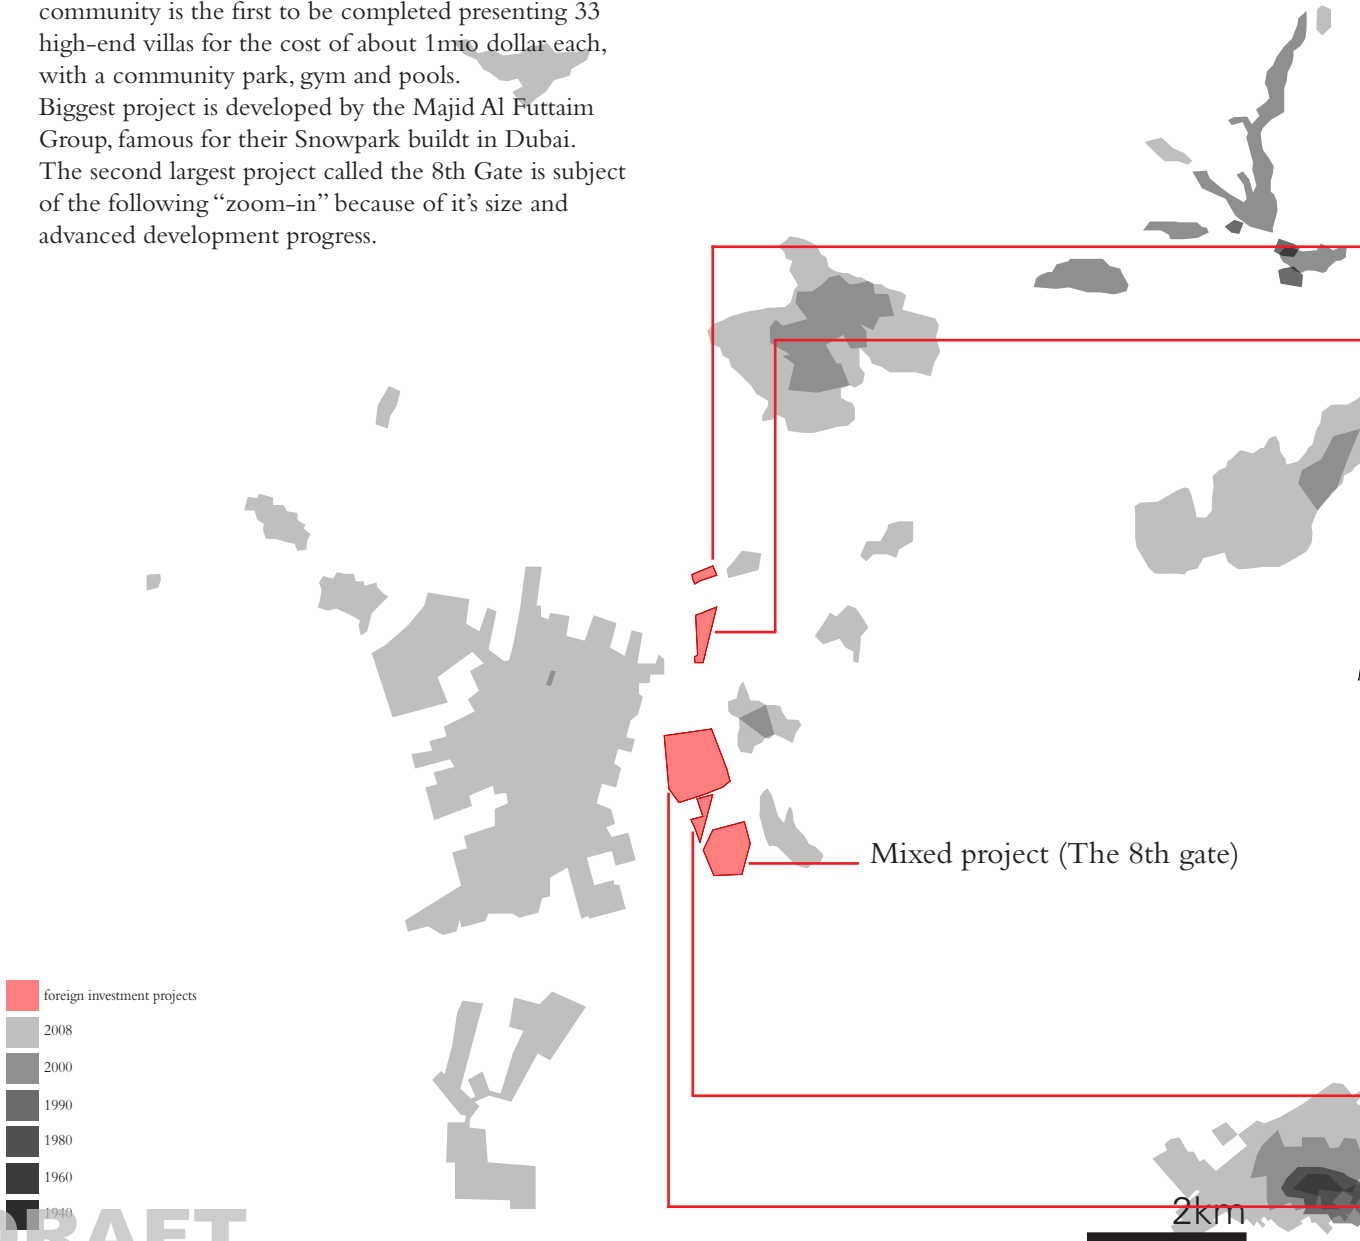 community is the first to be completed presenting 33
high-end villas for the cost of about 1mio dollar each,
with a community park, gym and pools.
Biggest project is developed by the Majid Al Futtaim
Group, famous for their Snowpark buildt in Dubai.
The second largest project called the 8th Gate is subject
of the following “zoom-in” because of it’s size and
advanced development progress.
Mixed project (The 8th gate)
foreign investment projects
2008
2000
1990
1980
1960
1940
DRAFT
2km